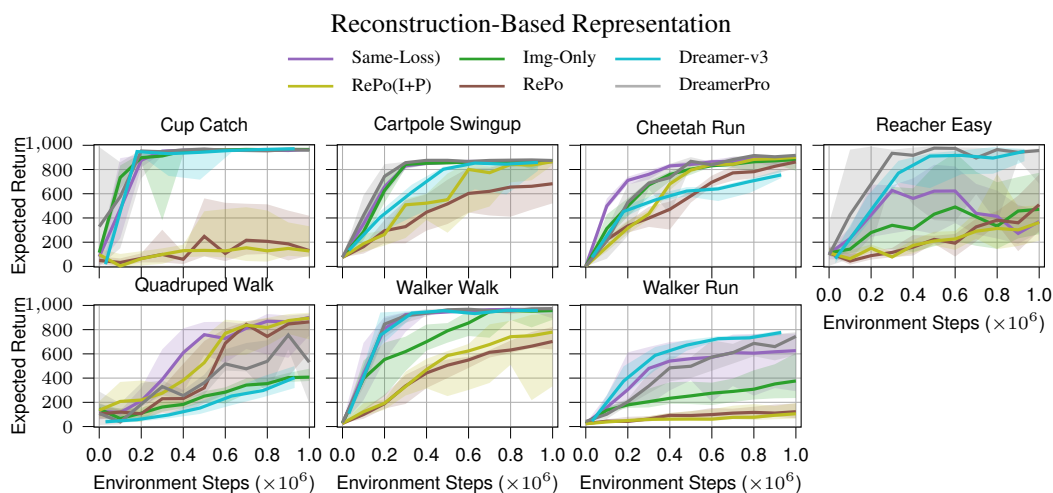 Reconstruction-Based Representation
Same-Loss) Img-Only Dreamer-v3
RePo(I+P) RePo DreamerPro
Cup Catch Cartpole Swingup Cheetah Run Reacher Easy
Expected Return
1,000
800
600
400
200
0
Quadruped Walk Walker Walk Walker Run
0.0 0.2 0.4 0.6 0.8 1.0
Environment Steps (×10⁶)
Expected Return
1,000
800
600
400
200
0
0.0 0.2 0.4 0.6 0.8 1.0 0.0 0.2 0.4 0.6 0.8 1.0 0.0 0.2 0.4 0.6 0.8 1.0
Environment Steps (×10⁶) Environment Steps (×10⁶) Environment Steps (×10⁶)